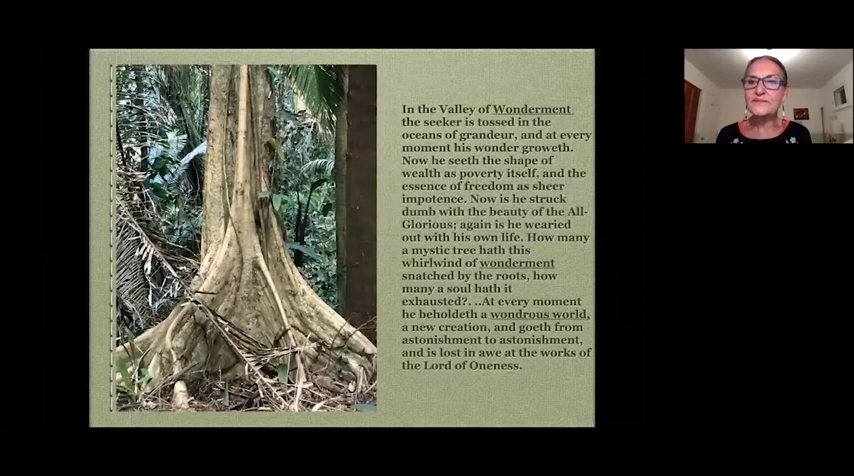 In the Valley of Wonderment
the seeker is tossed in the
oceans of grandeur, and at every
moment his wonder groweth.
Now he seeth the shape of
wealth as poverty itself, and the
essence of freedom as sheer
impotence. Now is he struck
dumb with the beauty of the All-
Glorious; again is he wearied
out with his own life. How many
a mystic tree hath this
whirlwind of wonderment
snatched by the roots, how
many a soul hath it
exhausted?. ..At every moment
he beholdeth a wondrous world,
a new creation, and goeth from
astonishment to astonishment,
and is lost in awe at the works of
the Lord of Oneness.